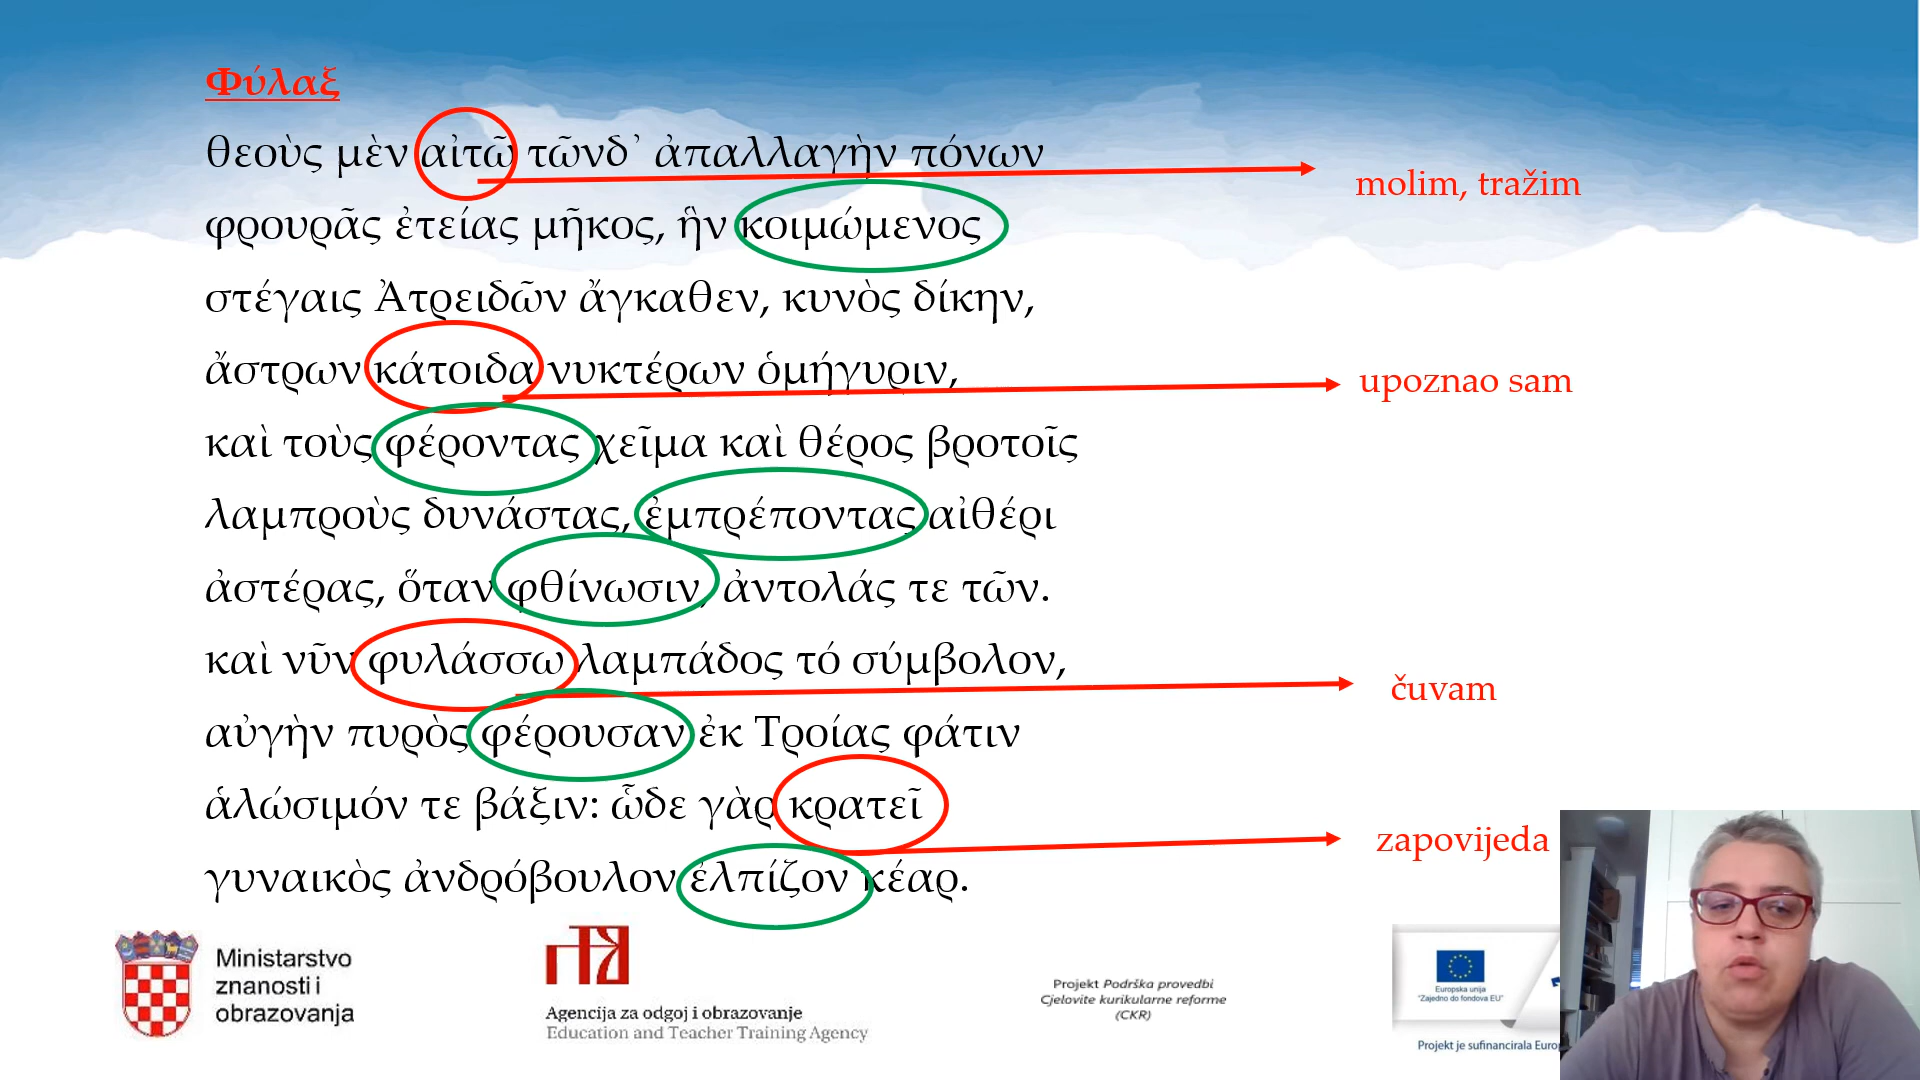 Φύλαξ
θεοὺς μὲν αἰτῶ τῶνδ᾽ ἀπαλλαγὴν πόνων
molim, tražim
φρουρᾶς ἐτείας μῆκος, ἣν κοιμώμενος
στέγαις Ἀτρειδῶν ἄγκαθεν, κυνὸς δίκην,
ἄστρων κάτοιδα νυκτέρων ὁμήγυριν,
upoznao sam
καὶ τοὺς φέροντας χεῖμα καὶ θέρος βροτοῖς
λαμπροὺς δυνάστας, ἐμπρέποντας αἰθέρι
ἀστέρας, ὅταν φθίνωσιν, ἀντολάς τε τῶν.
καὶ νῦν φυλάσσω λαμπάδος τό σύμβολον,
čuvam
αὐγὴν πυρὸς φέρουσαν ἐκ Τροίας φάτιν
ἁλώσιμόν τε βάξιν: ὧδε γὰρ κρατεῖ
zapovijeda
γυναικὸς ἀνδρόβουλον ἐλπίζον κέαρ.
Ministarstvo
znanosti i
obrazovanja
Agencija za odgoj i obrazovanje
Education and Teacher Training Agency
Projekt Podrška provedbi
Cjelovite kurikularne reforme
(CKR)
Europska unija
"Zajedno do fondova EU"
Projekt je sufinancirala